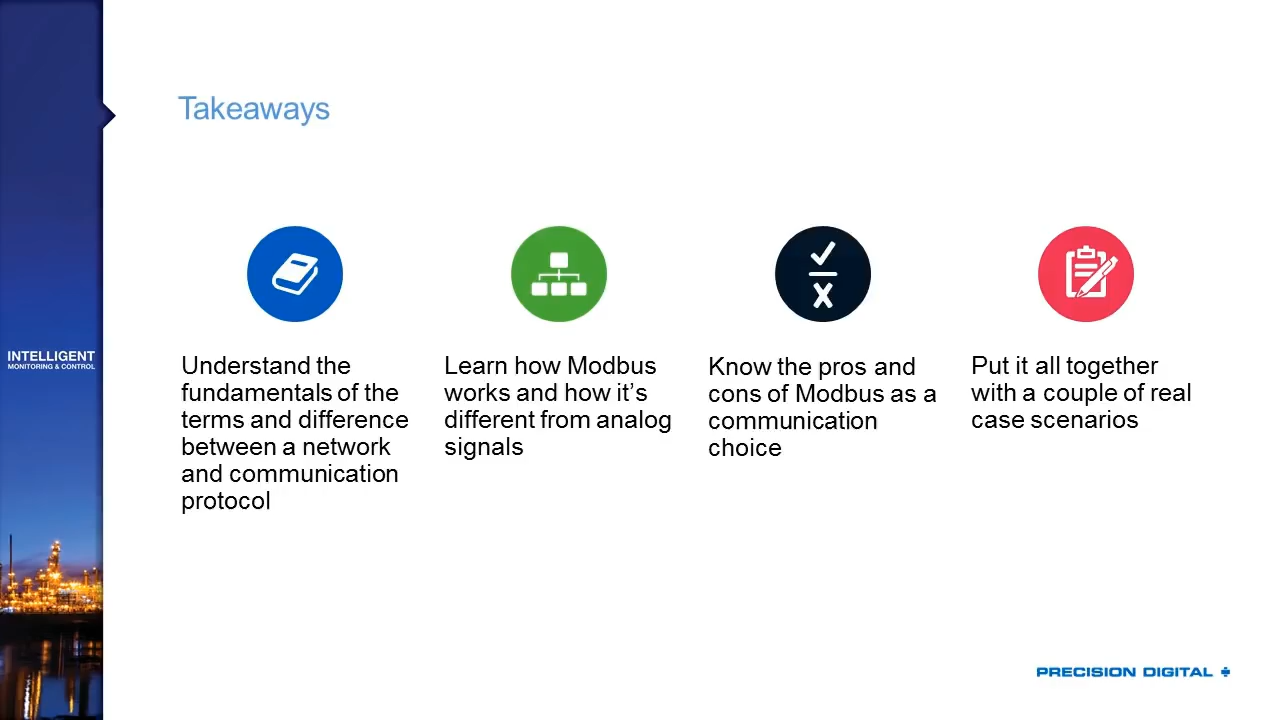 Takeaways
Understand the
fundamentals of the
terms and difference
between a network
and communication
protocol
Learn how Modbus
works and how it’s
different from analog
signals
Know the pros and
cons of Modbus as a
communication
choice
Put it all together
with a couple of real
case scenarios
INTELLIGENT
MONITORING & CONTROL
PRECISION DIGITAL